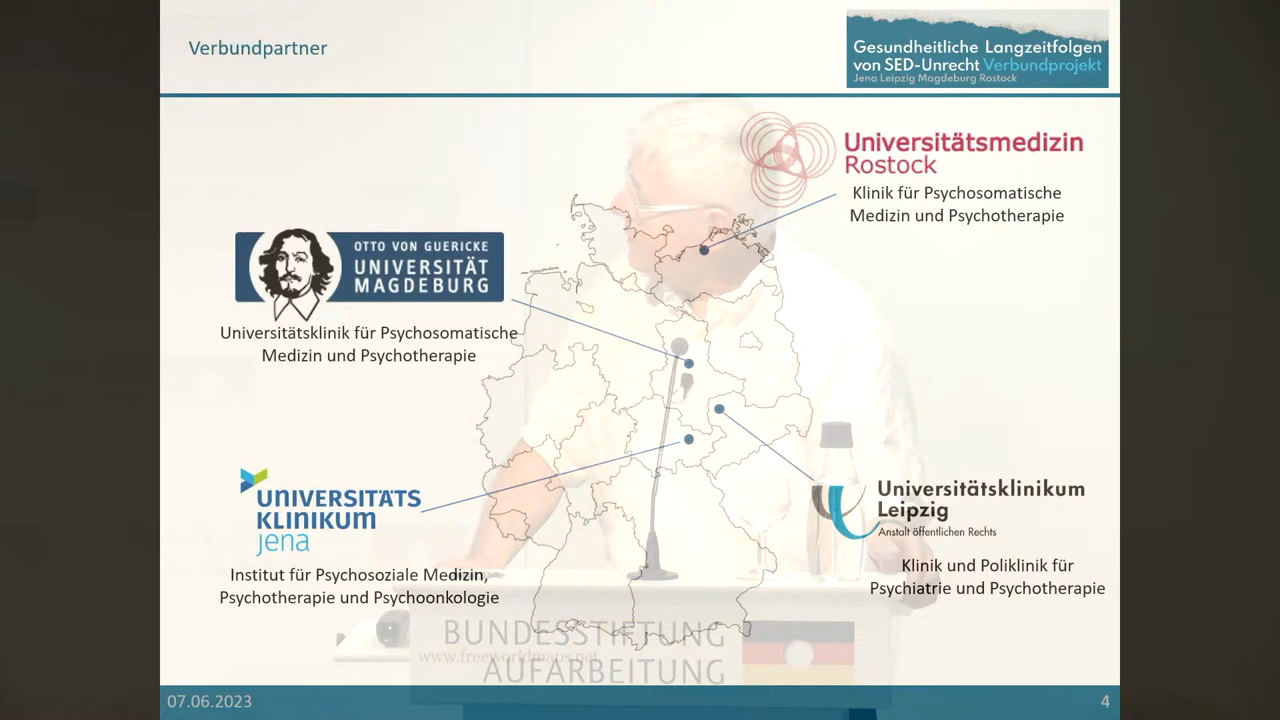 Verbundpartner
Gesundheitliche Langzeitfolgen
von SED-Unrecht Verbundprojekt
Jena Leipzig Magdeburg Rostock
Universitätsmedizin
Rostock
Klinik für Psychosomatische
Medizin und Psychotherapie
OTTO VON GUERICKE
UNIVERSITÄT
MAGDEBURG
Universitätsklinik für Psychosomatische
Medizin und Psychotherapie
UNIVERSITÄTS
KLINIKUM
jena
Institut für Psychosoziale Medizin,
Psychotherapie und Psychoonkologie
Universitätsklinikum
Leipzig
Anstalt öffentlichen Rechts
Klinik und Poliklinik für
Psychiatrie und Psychotherapie
BUNDESSTIFTUNG
www.freeworldmaps.net
AUFARBEITUNG
07.06.2023
4